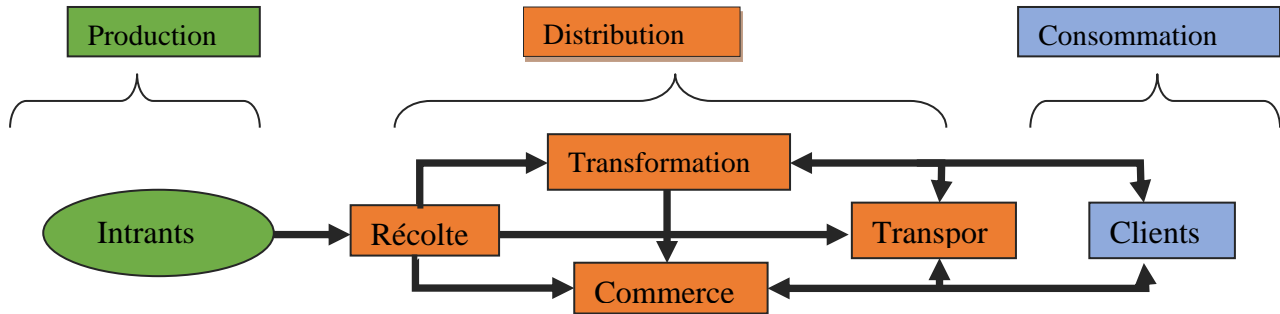 Production
Distribution
Consommation
Transformation
Intrants
Récolte
Transpor
Clients
Commerce